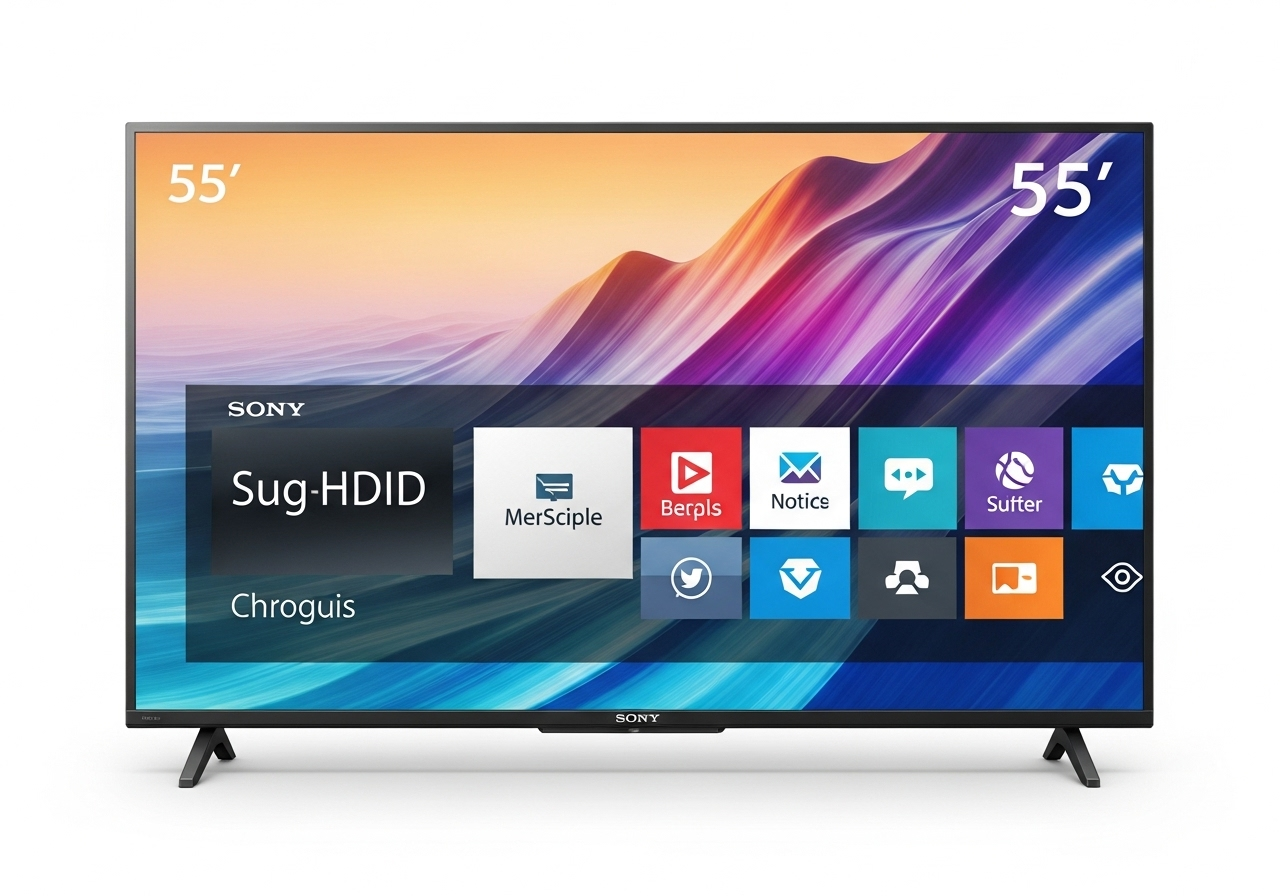 55′
55′
SONY
Sug-HDID
MerSciple
Berpls
Notics
Sufter
Chroguis
SONY